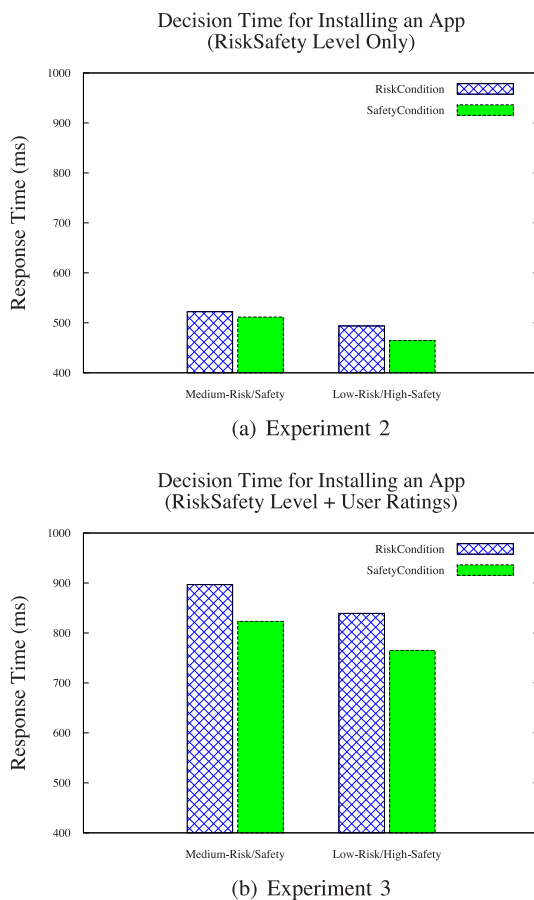 Decision Time for Installing an App
(RiskSafety Level Only)
1000
900
800
700
600
500
400
Response Time (ms)
RiskCondition
SafetyCondition
Medium-Risk/Safety
Low-Risk/High-Safety
(a) Experiment 2
Decision Time for Installing an App
(RiskSafety Level + User Ratings)
1000
900
800
700
600
500
400
Response Time (ms)
RiskCondition
SafetyCondition
Medium-Risk/Safety
Low-Risk/High-Safety
(b) Experiment 3